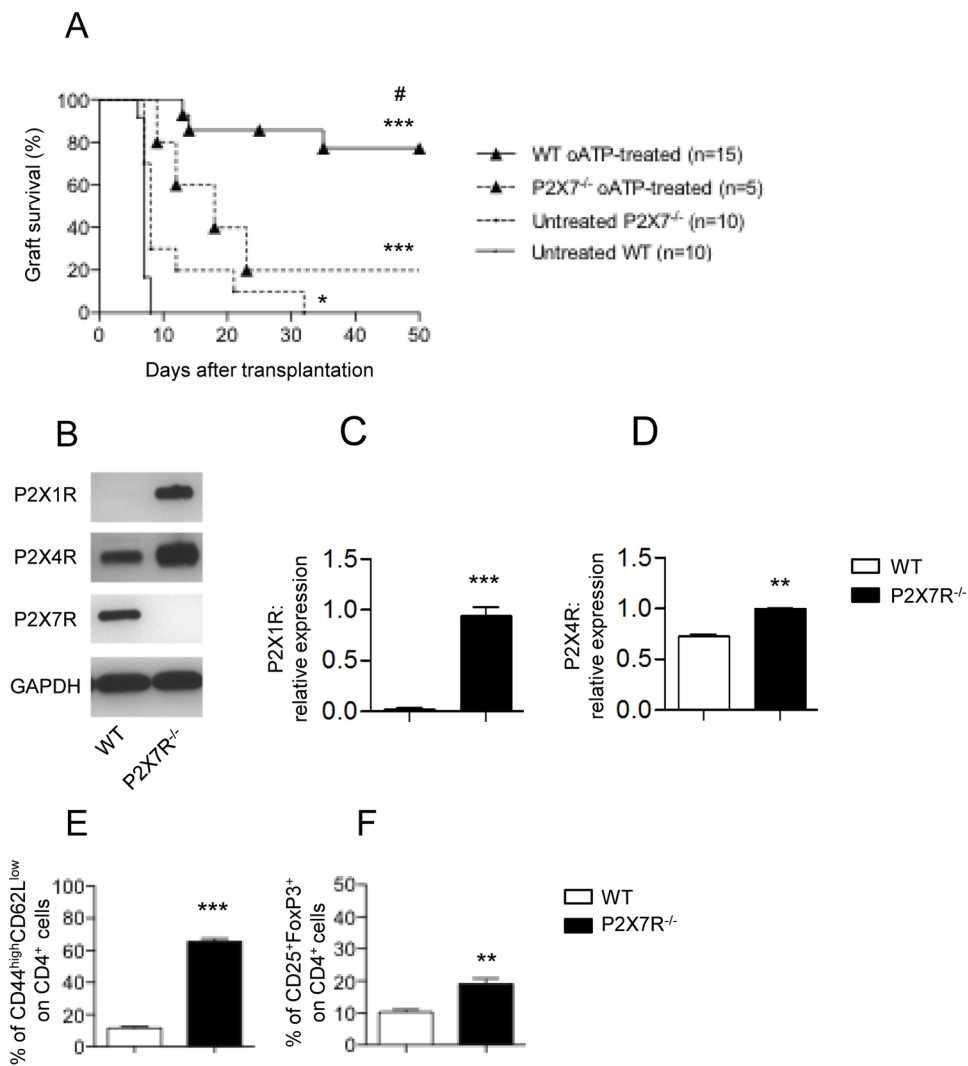 A
Graft survival (%)
100
80
60
40
20
0
0 10 20 30 40 50
Days after transplantation
#
***
***
*
WT oATP-treated (n=15)
P2X7-/- oATP-treated (n=5)
Untreated P2X7-/- (n=10)
Untreated WT (n=10)
B
P2X1R
P2X4R
P2X7R
GAPDH
WT
P2X7R-/-
C
P2X1R:
relative expression
1.5
1.0
0.5
0.0
***
D
P2X4R:
relative expression
1.5
1.0
0.5
0.0
**
WT
P2X7R-/-
E
% of CD44highCD62Llow
on CD4+ cells
100
80
60
40
20
0
***
F
% of CD25+FoxP3+
on CD4+ cells
50
40
30
20
10
0
**
WT
P2X7R-/-